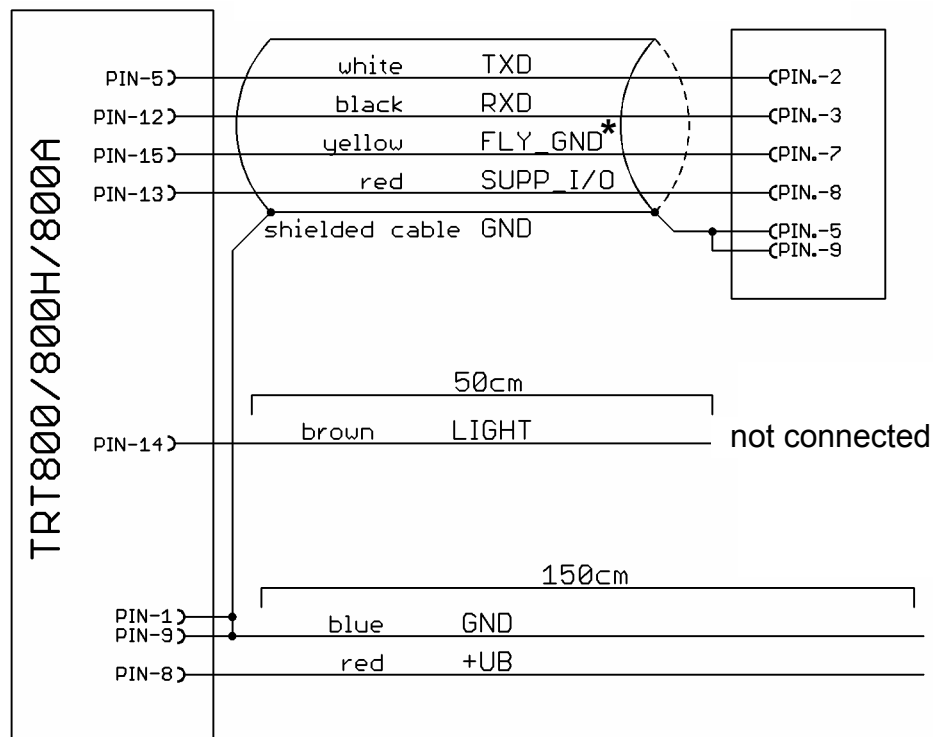 TRT800/800H/800A
PIN-5 white TXD PIN.-2
PIN-12 black RXD PIN.-3
PIN-15 yellow FLY_GND* PIN.-7
PIN-13 red SUPP_I/O PIN.-8
shielded cable GND PIN.-5
PIN.-9
50cm
PIN-14 brown LIGHT not connected
150cm
PIN-1
PIN-9 blue GND
PIN-8 red +UB